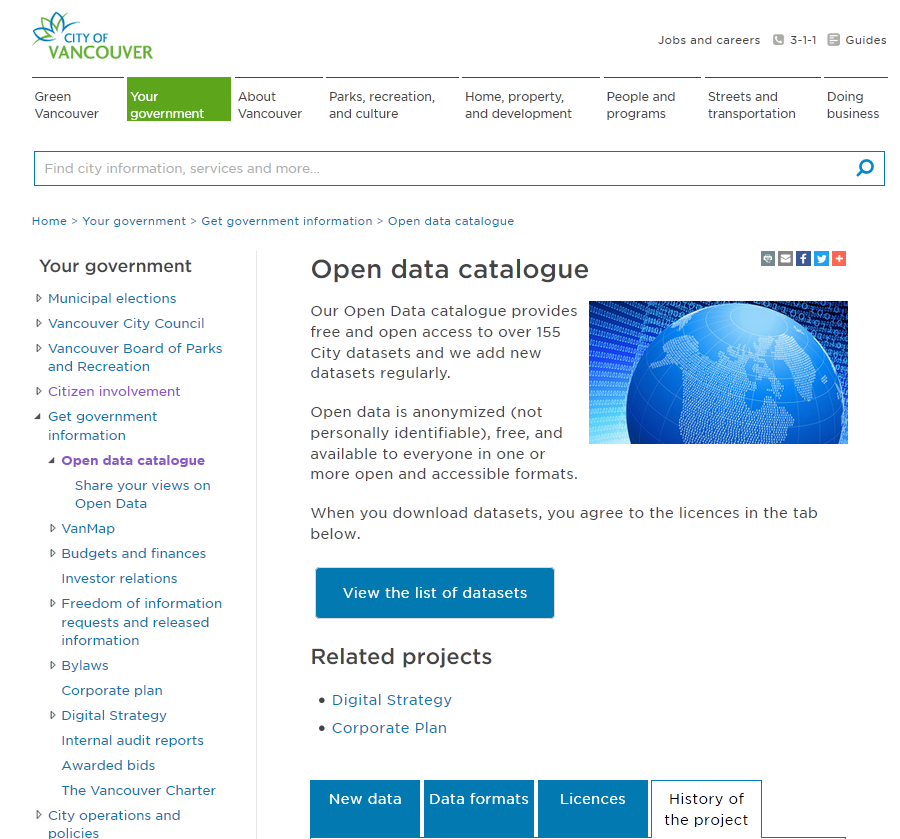 CITY OF
VANCOUVER
Jobs and careers 3-1-1 Guides
Green
Vancouver
Your
government
About
Vancouver
Parks, recreation,
and culture
Home, property,
and development
People and
programs
Streets and
transportation
Doing
business
Find city information, services and more...
Home > Your government > Get government information > Open data catalogue
Your government
Municipal elections
Vancouver City Council
Vancouver Board of Parks
and Recreation
Citizen involvement
Get government
information
Open data catalogue
Share your views on
Open Data
VanMap
Budgets and finances
Investor relations
Freedom of information
requests and released
information
Bylaws
Corporate plan
Digital Strategy
Internal audit reports
Awarded bids
The Vancouver Charter
City operations and
policies
Open data catalogue
Our Open Data catalogue provides
free and open access to over 155
City datasets and we add new
datasets regularly.
Open data is anonymized (not
personally identifiable), free, and
available to everyone in one or
more open and accessible formats.
When you download datasets, you agree to the licences in the tab
below.
View the list of datasets
Related projects
• Digital Strategy
• Corporate Plan
New data
Data formats
Licences
History of
the project